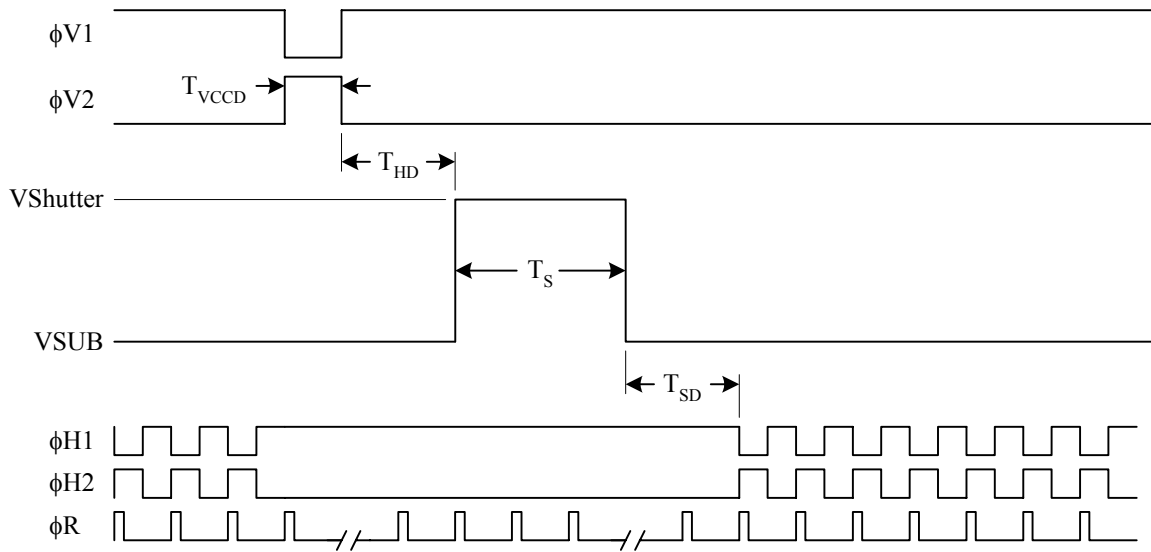 ϕV1
T_VCCD
ϕV2
T_HD
VShutter
T_S
VSUB
T_SD
ϕH1
ϕH2
ϕR